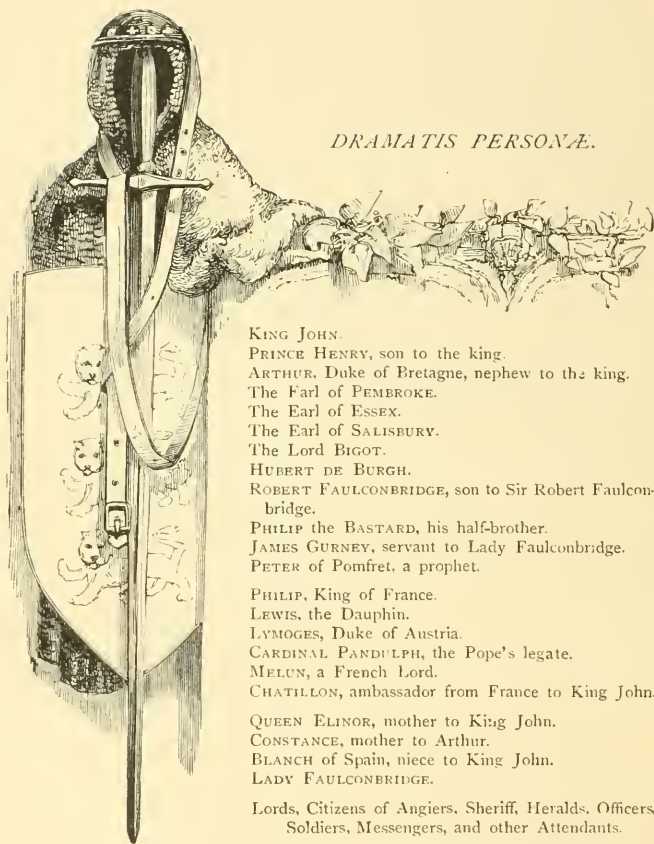 DRAMATIS PERSONÆ.
KING JOHN.
PRINCE HENRY, son to the king.
ARTHUR, Duke of Bretagne, nephew to the king.
The Earl of PEMBROKE.
The Earl of ESSEX.
The Earl of SALISBURY.
The Lord BIGOT.
HUBERT DE BURGH.
ROBERT FAULCONBRIDGE, son to Sir Robert Faulcon-
bridge.
PHILIP the BASTARD, his half-brother.
JAMES GURNEY, servant to Lady Faulconbridge.
PETER of Pomfret, a prophet.
PHILIP, King of France.
LEWIS, the Dauphin.
LYMOGES, Duke of Austria.
CARDINAL PANDULPH, the Pope's legate.
MELUN, a French Lord.
CHATILLON, ambassador from France to King John.
QUEEN ELINOR, mother to King John.
CONSTANCE, mother to Arthur.
BLANCH of Spain, niece to King John.
LADY FAULCONBRIDGE.
Lords, Citizens of Angiers, Sheriff, Heralds, Officers,
Soldiers, Messengers, and other Attendants.